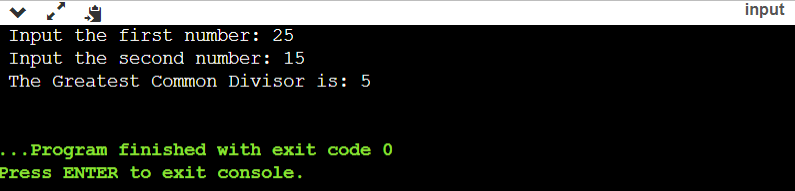 input
Input the first number: 25
Input the second number: 15
The Greatest Common Divisor is: 5
...Program finished with exit code 0
Press ENTER to exit console.